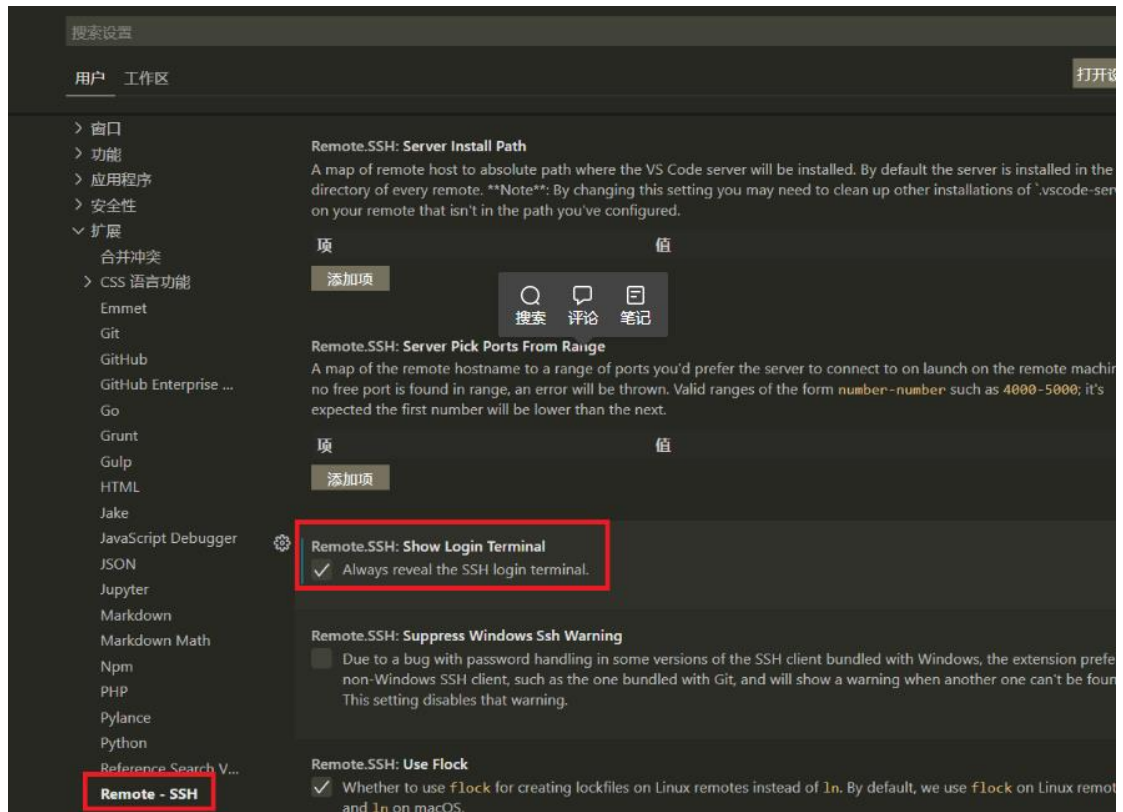 搜索设置
用户 工作区
打开设
窗口
功能
应用程序
安全性
扩展
合并冲突
CSS 语言功能
Emmet
Git
GitHub
GitHub Enterprise ...
Go
Grunt
Gulp
HTML
Jake
JavaScript Debugger
JSON
Jupyter
Markdown
Markdown Math
Npm
PHP
Pylance
Python
Reference Search V...
Remote - SSH
Remote.SSH: Server Install Path
A map of remote host to absolute path where the VS Code server will be installed. By default the server is installed in the
directory of every remote. **Note**: By changing this setting you may need to clean up other installations of `.vscode-ser
on your remote that isn't in the path you've configured.
项 值
添加项
搜索 评论 笔记
Remote.SSH: Server Pick Ports From Range
A map of the remote hostname to a range of ports you'd prefer the server to connect to on launch on the remote machin
no free port is found in range, an error will be thrown. Valid ranges of the form number-number such as 4000-5000; it's
expected the first number will be lower than the next.
项 值
添加项
Remote.SSH: Show Login Terminal
Always reveal the SSH login terminal.
Remote.SSH: Suppress Windows Ssh Warning
Due to a bug with password handling in some versions of the SSH client bundled with Windows, the extension prefe
non-Windows SSH client, such as the one bundled with Git, and will show a warning when another one can't be foun
This setting disables that warning.
Remote.SSH: Use Flock
Whether to use flock for creating lockfiles on Linux remotes instead of ln. By default, we use flock on Linux remot
and ln on macOS.